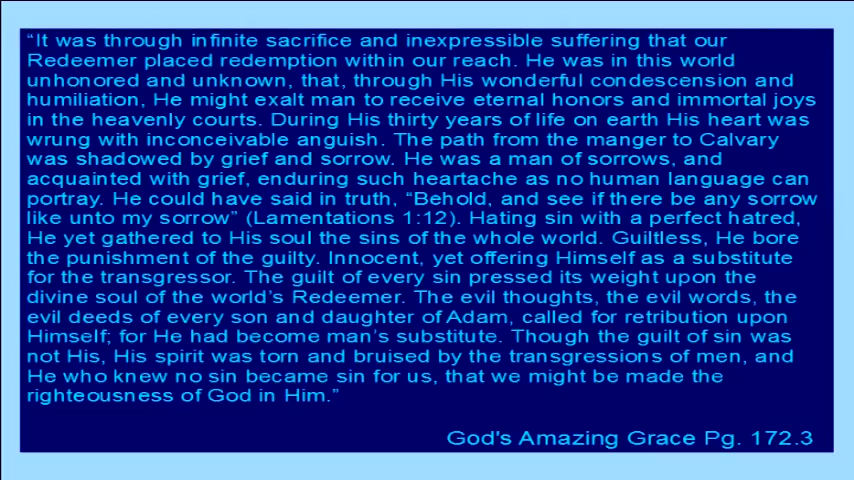 “It was through infinite sacrifice and inexpressible suffering that our
Redeemer placed redemption within our reach. He was in this world
unhonored and unknown, that, through His wonderful condescension and
humiliation, He might exalt man to receive eternal honors and immortal joys
in the heavenly courts. During His thirty years of life on earth His heart was
wrung with inconceivable anguish. The path from the manger to Calvary
was shadowed by grief and sorrow. He was a man of sorrows, and
acquainted with grief, enduring such heartache as no human language can
portray. He could have said in truth, “Behold, and see if there be any sorrow
like unto my sorrow” (Lamentations 1:12). Hating sin with a perfect hatred,
He yet gathered to His soul the sins of the whole world. Guiltless, He bore
the punishment of the guilty. Innocent, yet offering Himself as a substitute
for the transgressor. The guilt of every sin pressed its weight upon the
divine soul of the world’s Redeemer. The evil thoughts, the evil words, the
evil deeds of every son and daughter of Adam, called for retribution upon
Himself; for He had become man’s substitute. Though the guilt of sin was
not His, His spirit was torn and bruised by the transgressions of men, and
He who knew no sin became sin for us, that we might be made the
righteousness of God in Him.”
God's Amazing Grace Pg. 172.3